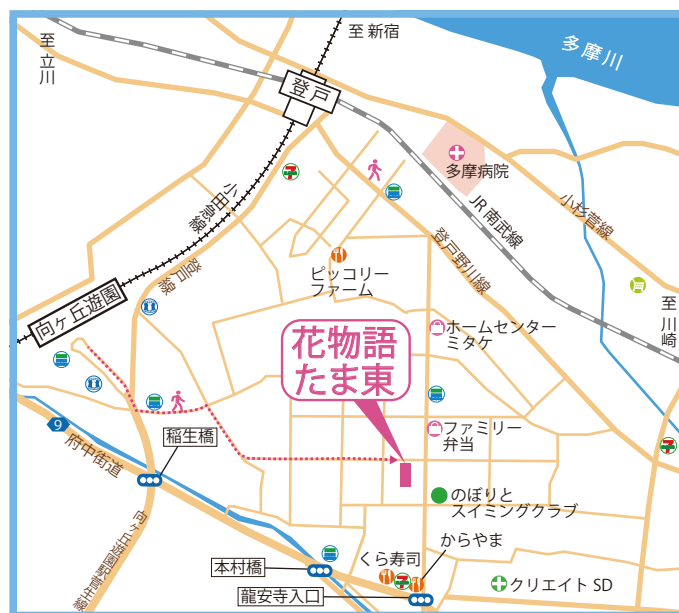 至 新宿
至 立川
多摩川
登戸
多摩病院
小田急線
JR 南武線
小杉菅線
登戸線
登戸野川線
ピッコリー
ファーム
至 川崎
向ヶ丘遊園
ホームセンター
ミタケ
花物語
たま東
9
府中街道
稲生橋
ファミリー
弁当
のぼりと
スイミングクラブ
向ヶ丘遊園駅菅生線
からやま
くら寿司
本村橋
龍安寺入口
クリエイト SD